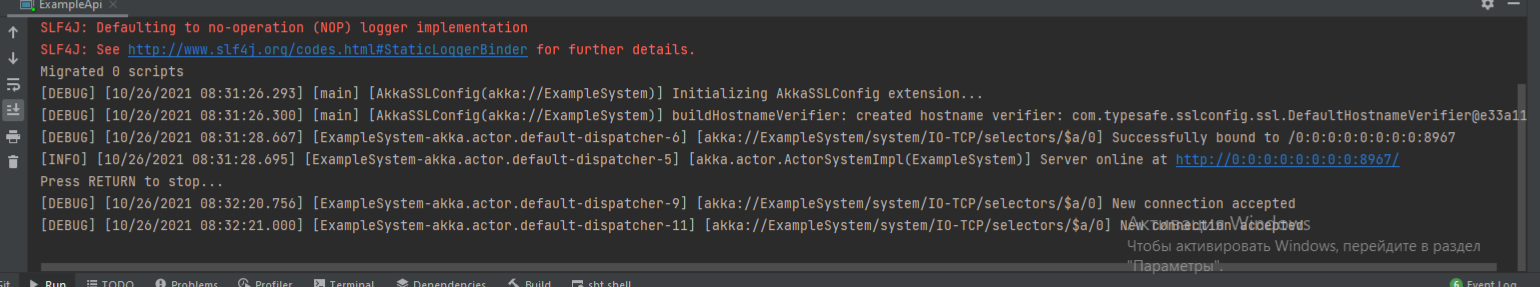 ExampleApi
SLF4J: Defaulting to no-operation (NOP) logger implementation
SLF4J: See http://www.slf4j.org/codes.html#StaticLoggerBinder for further details.
Migrated 0 scripts
[DEBUG] [10/26/2021 08:31:26.293] [main] [AkkaSSLConfig(akka://ExampleSystem)] Initializing AkkaSSLConfig extension...
[DEBUG] [10/26/2021 08:31:26.300] [main] [AkkaSSLConfig(akka://ExampleSystem)] buildHostnameVerifier: created hostname verifier: com.typesafe.sslconfig.ssl.DefaultHostnameVerifier@e33a11
[DEBUG] [10/26/2021 08:31:28.667] [ExampleSystem-akka.actor.default-dispatcher-6] [akka://ExampleSystem/system/IO-TCP/selectors/$a/0] Successfully bound to /0:0:0:0:0:0:0:0:8967
[INFO] [10/26/2021 08:31:28.695] [ExampleSystem-akka.actor.default-dispatcher-5] [akka.actor.ActorSystemImpl(ExampleSystem)] Server online at http://0:0:0:0:0:0:0:0:8967/
Press RETURN to stop...
[DEBUG] [10/26/2021 08:32:20.756] [ExampleSystem-akka.actor.default-dispatcher-9] [akka://ExampleSystem/system/IO-TCP/selectors/$a/0] New connection accepted
[DEBUG] [10/26/2021 08:32:21.000] [ExampleSystem-akka.actor.default-dispatcher-11] [akka://ExampleSystem/system/IO-TCP/selectors/$a/0] New connection accepted
Активация Windows
Чтобы активировать Windows, перейдите в раздел
"Параметры".
Git Run TODO Problems Profiler Terminal Dependencies Build sbt shell 6 Event Log